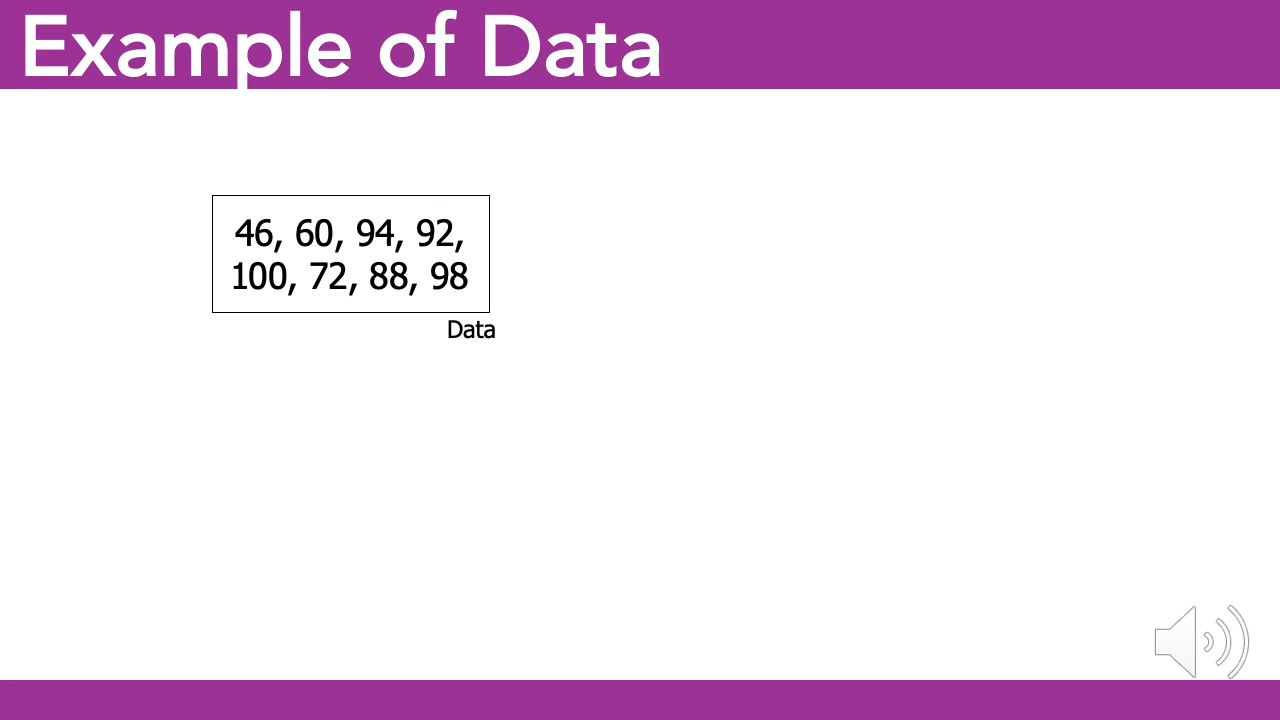 Example of Data
46, 60, 94, 92,
100, 72, 88, 98
Data